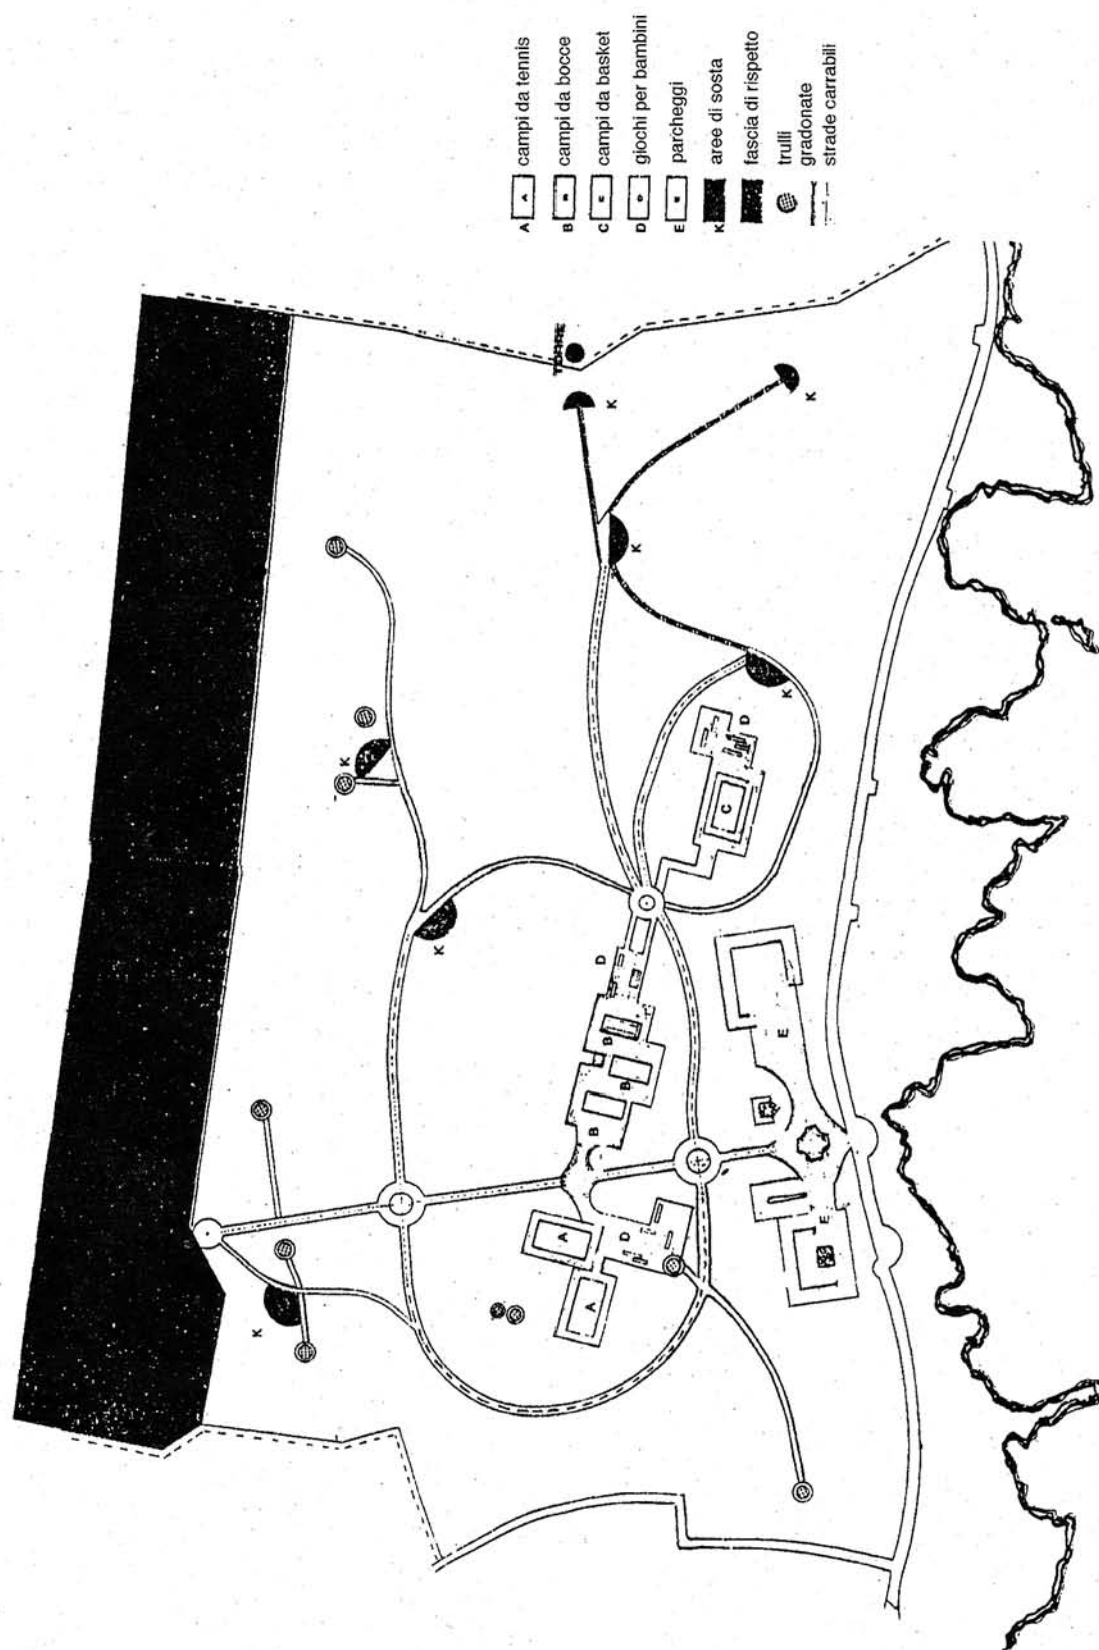 A A campi da tennis
B B campi da bocce
C C campi da basket
D D giochi per bambini
E E parcheggi
K aree di sosta
fascia di rispetto
trulli
gradonate
strade carrabili
K
K
K
K
K
K
K
D
C
D
B
B
B
E
E
A
A
D